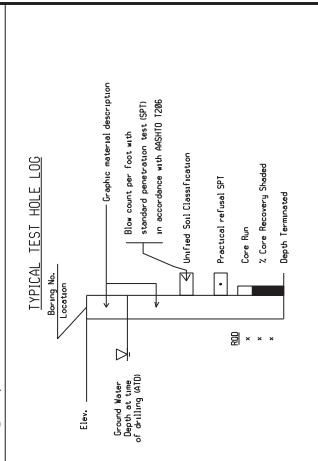 TYPICAL TEST HOLE LOG
Boring No.
Location
Elev.
Graphic material description
Blow count per foot with
standard penetration test (SPT)
in accordance with AASHTO T206
Ground Water
Depth at time
of drilling (ATD)
Unified Soil Classification
Practical refusal SPT
RQD
Core Run
x
% Core Recovery Shaded
x
x
Depth Terminated